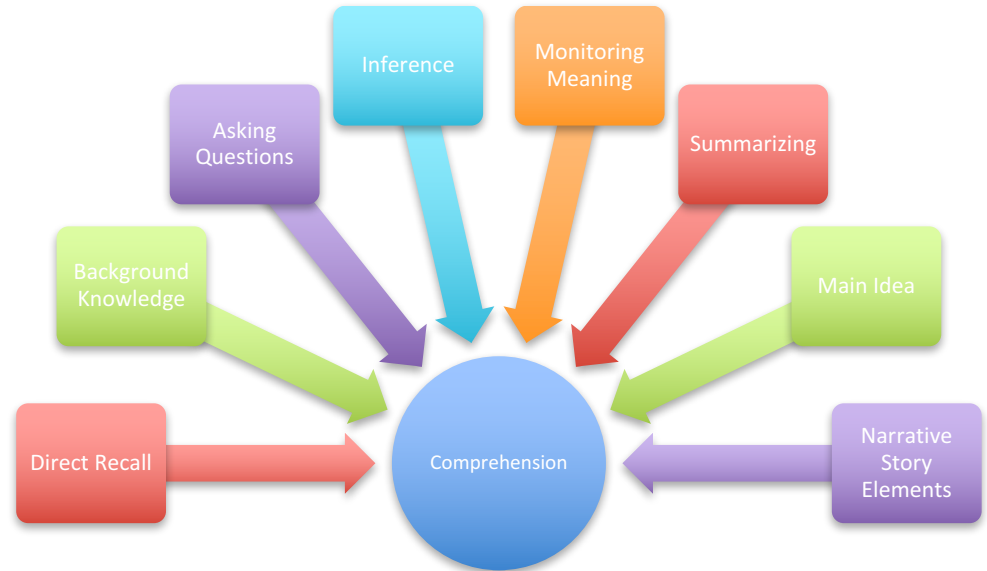 Inference
Monitoring
Meaning
Asking
Questions
Summarizing
Background
Knowledge
Main Idea
Direct Recall
Comprehension
Narrative
Story
Elements